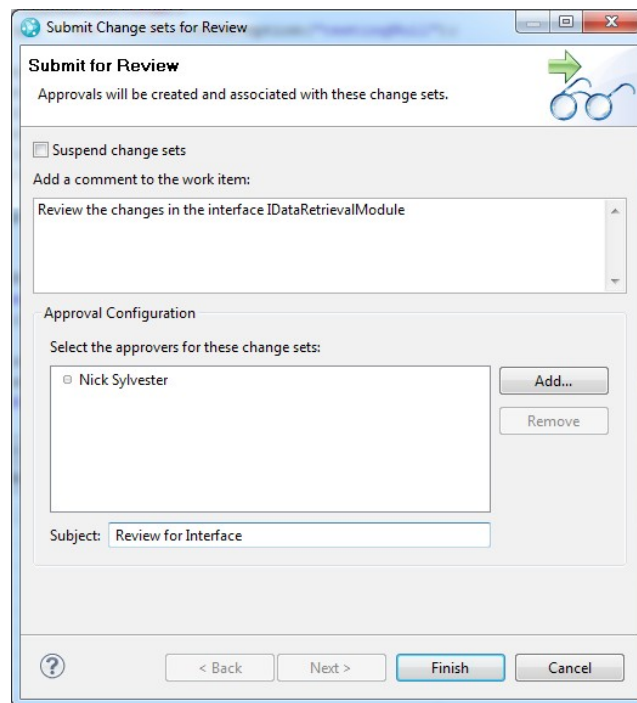 Submit Change sets for Review
Submit for Review
Approvals will be created and associated with these change sets.
Suspend change sets
Add a comment to the work item:
Review the changes in the interface IDataRetrievalModule
Approval Configuration
Select the approvers for these change sets:
Nick Sylvester
Add...
Remove
Subject: Review for Interface
? < Back Next > Finish Cancel